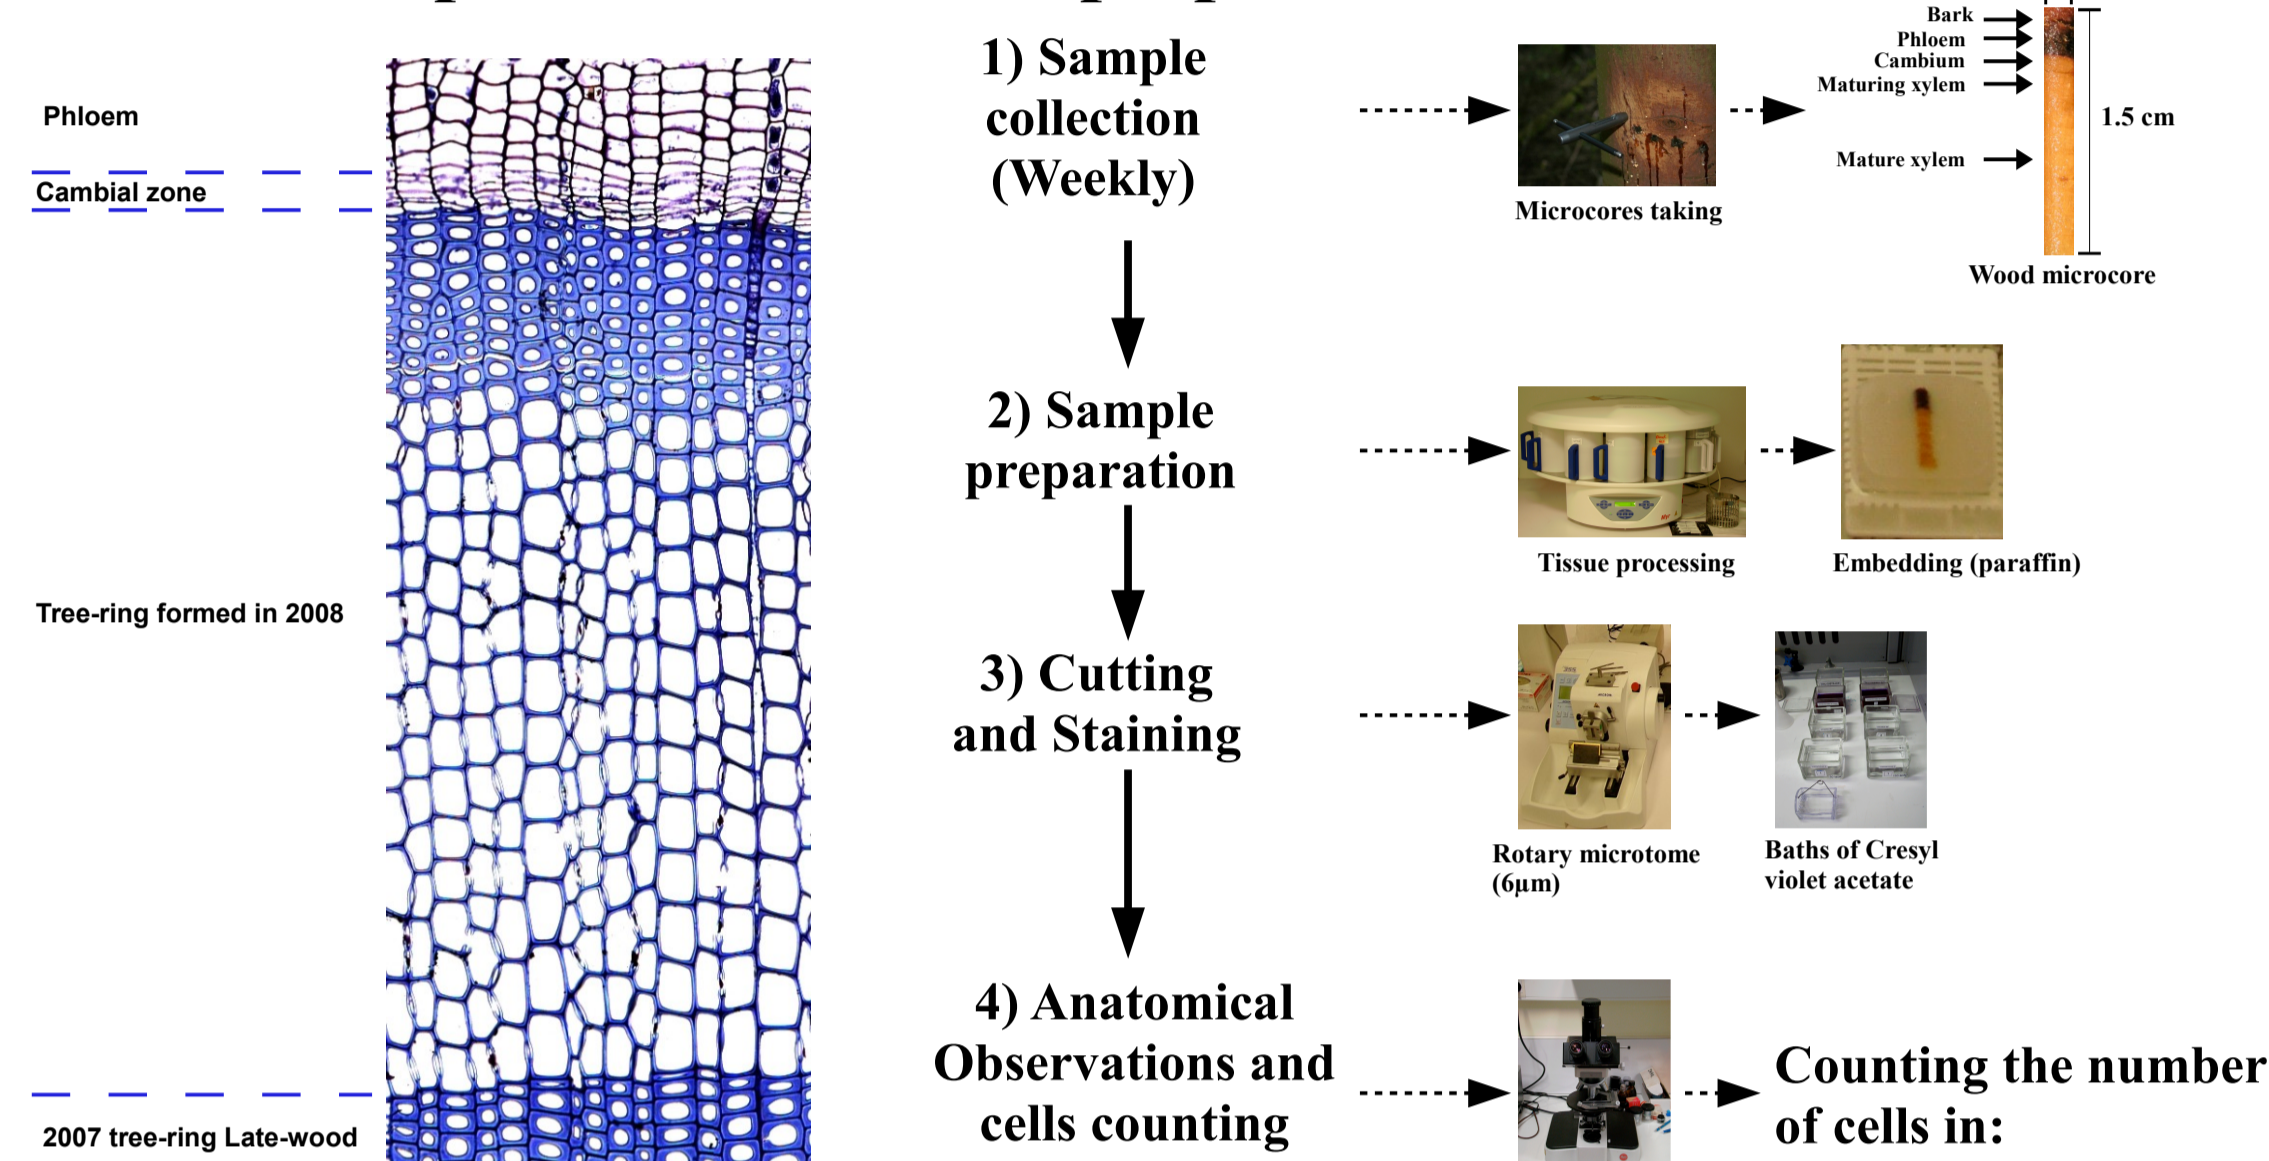 Phloem
Cambial zone
Tree-ring formed in 2008
2007 tree-ring Late-wood
1) Sample
collection
(Weekly)
2) Sample
preparation
3) Cutting
and Staining
4) Anatomical
Observations and
cells counting
Microcores taking
Bark
Phloem
Cambium
Maturing xylem
Mature xylem
1.5 cm
Wood microcore
Tissue processing
Embedding (paraffin)
Rotary microtome
(6µm)
Baths of Cresyl
violet acetate
Counting the number
of cells in: